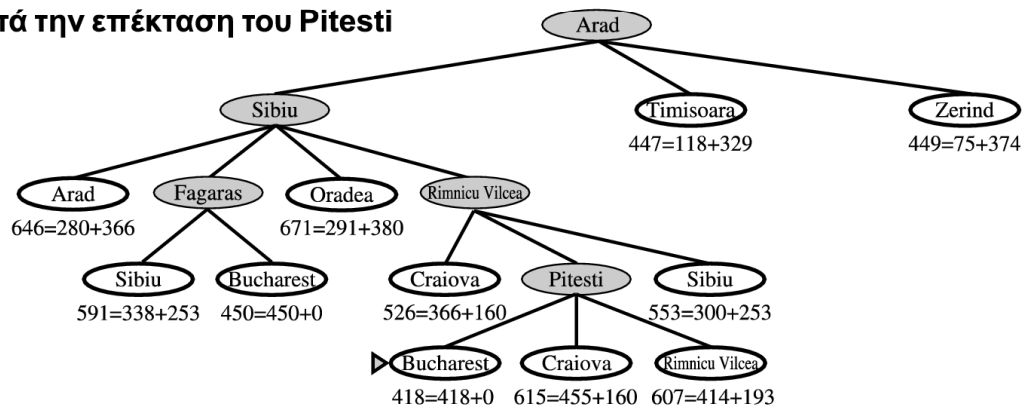 τά την επέκταση του Pitesti
Arad
Sibiu Timisoara Zerind
447=118+329 449=75+374
Arad Fagaras Oradea Rimnicu Vilcea
646=280+366 671=291+380
Sibiu Bucharest Craiova Pitesti Sibiu
591=338+253 450=450+0 526=366+160 553=300+253
Bucharest Craiova Rimnicu Vilcea
418=418+0 615=455+160 607=414+193